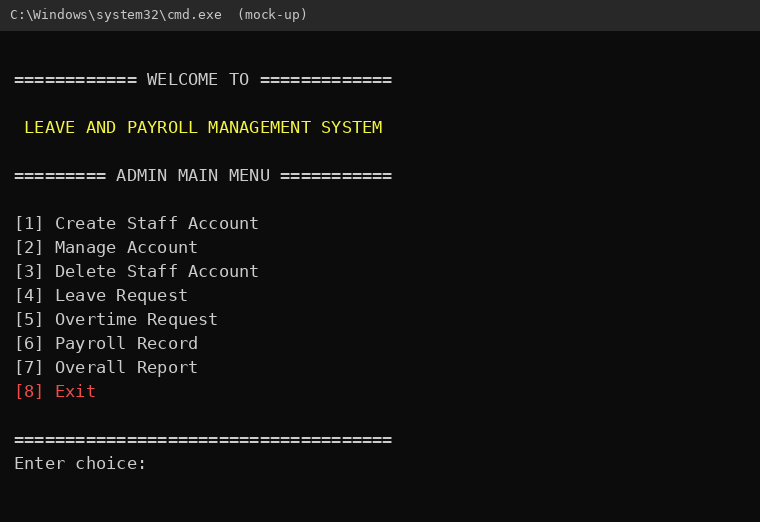 C:\Windows\system32\cmd.exe  (mock-up)
============ WELCOME TO =============
LEAVE AND PAYROLL MANAGEMENT SYSTEM
========= ADMIN MAIN MENU ===========
[1] Create Staff Account
[2] Manage Account
[3] Delete Staff Account
[4] Leave Request
[5] Overtime Request
[6] Payroll Record
[7] Overall Report
[8] Exit
=====================================
Enter choice: